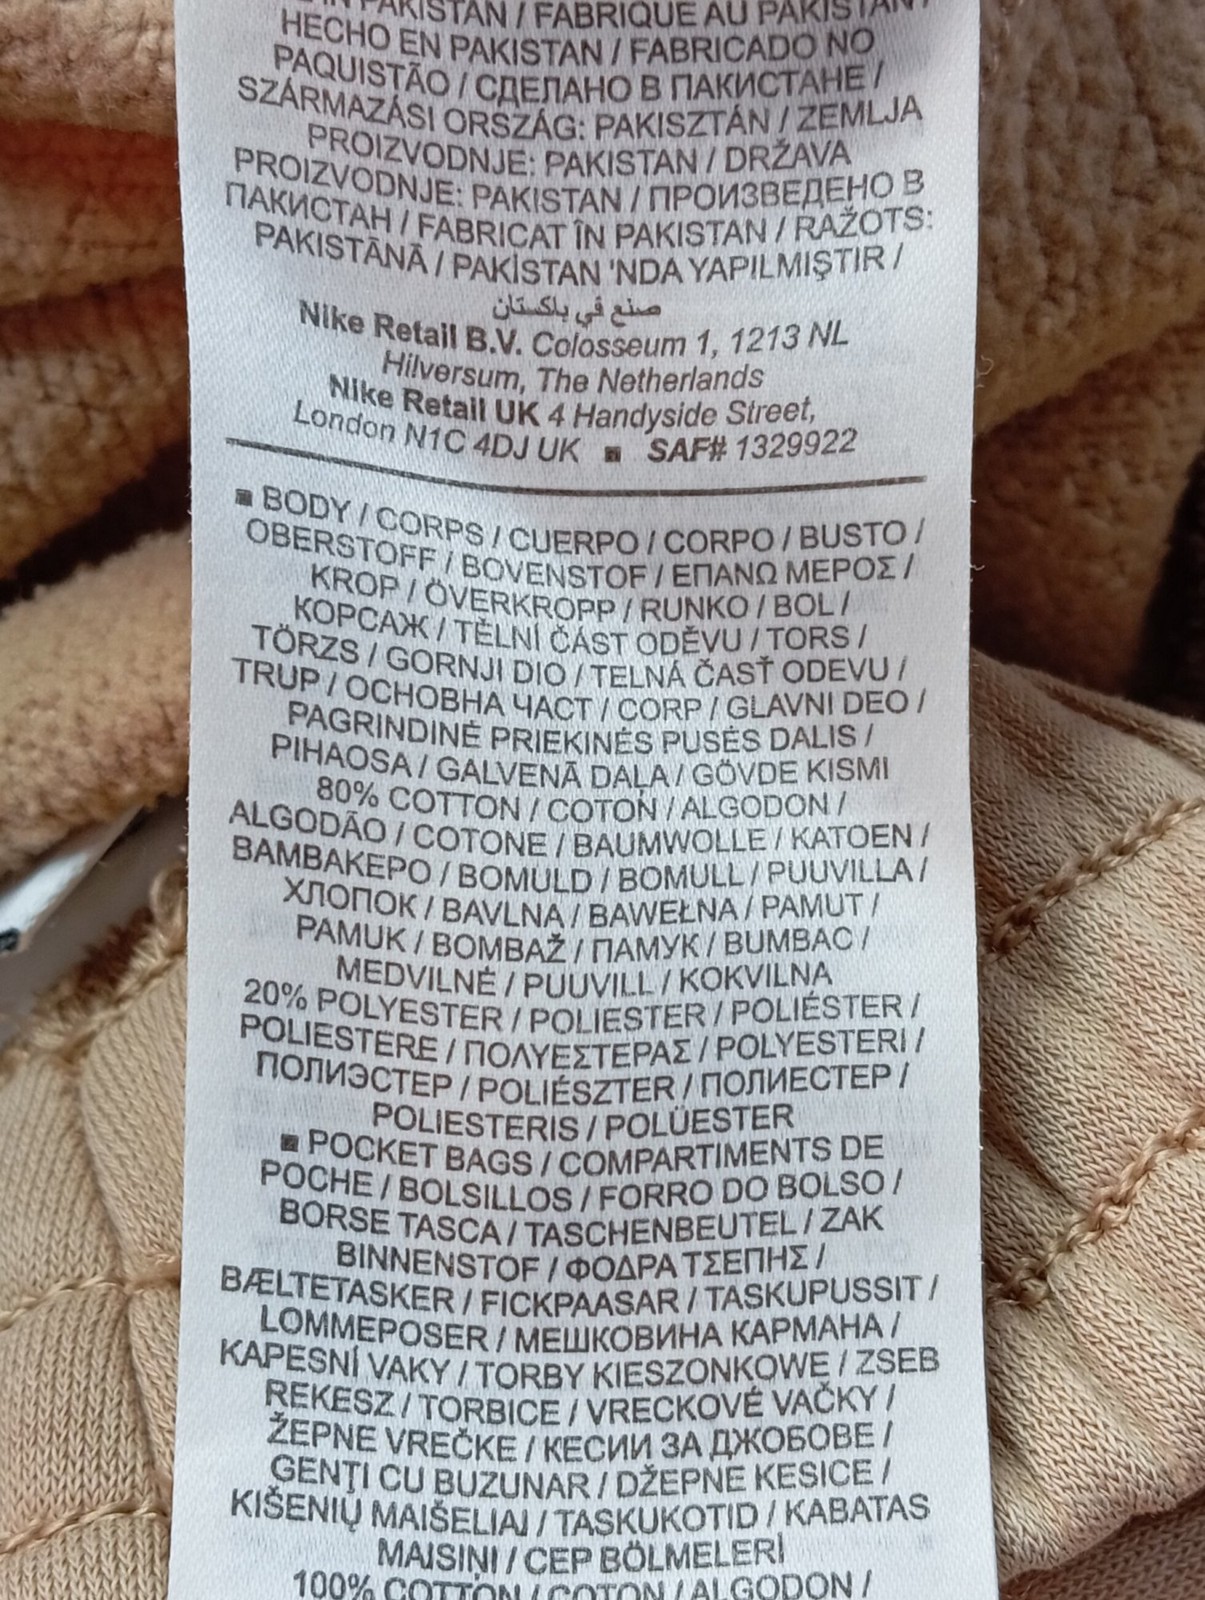 IN PAKISTAN / FABRIQUE AU PAKISTAN /
HECHO EN PAKISTAN / FABRICADO NO
PAQUISTÃO / СДЕЛАНО В ПАКИСТАНЕ /
SZÁRMAZÁSI ORSZÁG: PAKISZTÁN / ZEMLJA
PROIZVODNJE: PAKISTAN / DRŽAVA
PROIZVODNJE: PAKISTAN / ПРОИЗВЕДЕНО В
ПАКИСТАН / FABRICAT ÎN PAKISTAN / RAŽOTS:
PAKISTĀNĀ / PAKİSTAN 'NDA YAPILMIŞTIR /
صنع في باكستان
Nike Retail B.V. Colosseum 1, 1213 NL
Hilversum, The Netherlands
Nike Retail UK 4 Handyside Street,
London N1C 4DJ UK ■ SAF# 1329922
■ BODY / CORPS / CUERPO / CORPO / BUSTO /
OBERSTOFF / BOVENSTOF / ΕΠΑΝΩ ΜΕΡΟΣ /
KROP / ÖVERKROPP / RUNKO / BOL /
КОРСАЖ / TĚLNÍ ČÁST ODĚVU / TORS /
TÖRZS / GORNJI DIO / TELNÁ ČASŤ ODEVU /
TRUP / ОСНОВНА ЧАСТ / CORP / GLAVNI DEO /
PAGRINDINĖ PRIEKINĖS PUSĖS DALIS /
PIHAOSA / GALVENĀ DAĻA / GÖVDE KISMI
80% COTTON / COTON / ALGODON /
ALGODÃO / COTONE / BAUMWOLLE / KATOEN /
ΒΑΜΒΑΚΕΡΟ / BOMULD / BOMULL / PUUVILLA /
ХЛОПОК / BAVLNA / BAWEŁNA / PAMUT /
PAMUK / BOMBAŽ / ПАМУК / BUMBAC /
MEDVILNĖ / PUUVILL / KOKVILNA
20% POLYESTER / POLIESTER / POLIÉSTER /
POLIESTERE / ΠΟΛΥΕΣΤΕΡΑΣ / POLYESTERI /
ПОЛИЭСТЕР / POLIÉSZTER / ПОЛИЕСТЕР /
POLIESTERIS / POLÜESTER
■ POCKET BAGS / COMPARTIMENTS DE
POCHE / BOLSILLOS / FORRO DO BOLSO /
BORSE TASCA / TASCHENBEUTEL / ZAK
BINNENSTOF / ΦΟΔΡΑ ΤΣΕΠΗΣ /
BÆLTETASKER / FICKPAASAR / TASKUPUSSIT /
LOMMEPOSER / МЕШКОВИНА КАРМАНА /
KAPESNÍ VAKY / TORBY KIESZONKOWE / ZSEB
REKESZ / TORBICE / VRECKOVÉ VAČKY /
ŽEPNE VREČKE / КЕСИИ ЗА ДЖОБОВЕ /
GENȚI CU BUZUNAR / DŽEPNE KESICE /
KIŠENIŲ MAIŠELIAI / TASKUKOTID / KABATAS
MAISIŅI / CEP BÖLMELERİ
100% COTTON / COTON / ALGODON /